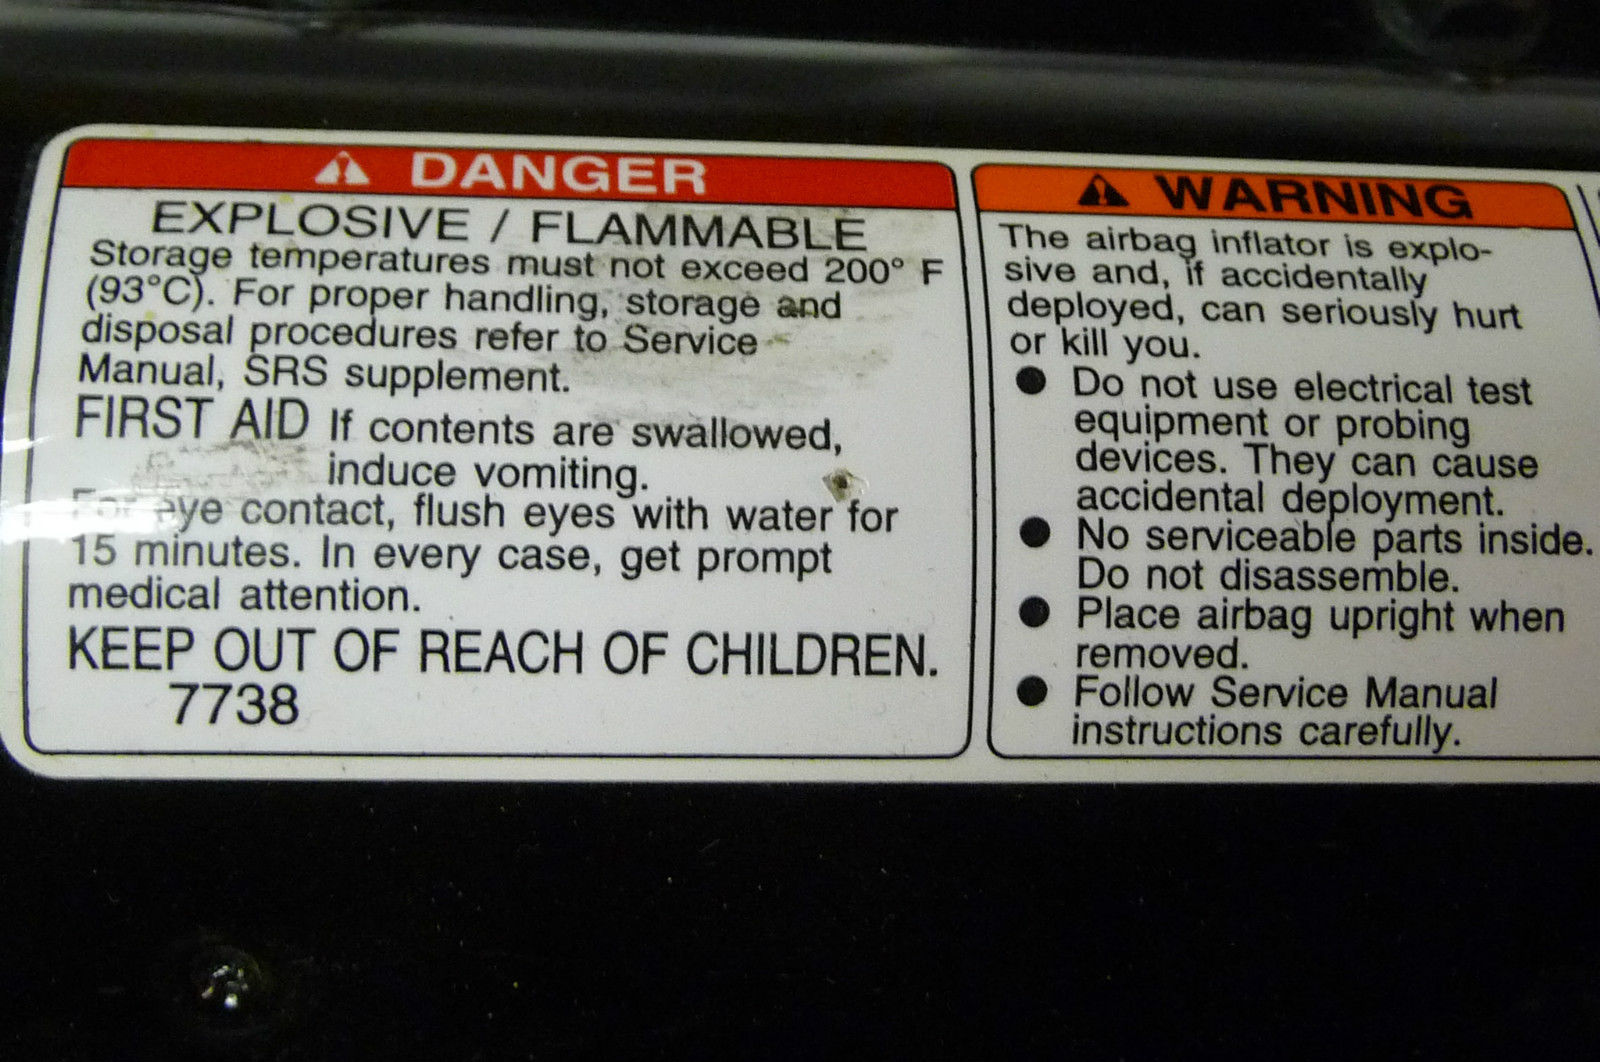 DANGER
EXPLOSIVE / FLAMMABLE
Storage temperatures must not exceed 200° F
(93°C). For proper handling, storage and
disposal procedures refer to Service
Manual, SRS supplement.
FIRST AID If contents are swallowed,
induce vomiting.
For eye contact, flush eyes with water for
15 minutes. In every case, get prompt
medical attention.
KEEP OUT OF REACH OF CHILDREN.
7738
WARNING
The airbag inflator is explo-
sive and, if accidentally
deployed, can seriously hurt
or kill you.
● Do not use electrical test
equipment or probing
devices. They can cause
accidental deployment.
● No serviceable parts inside.
Do not disassemble.
● Place airbag upright when
removed.
● Follow Service Manual
instructions carefully.